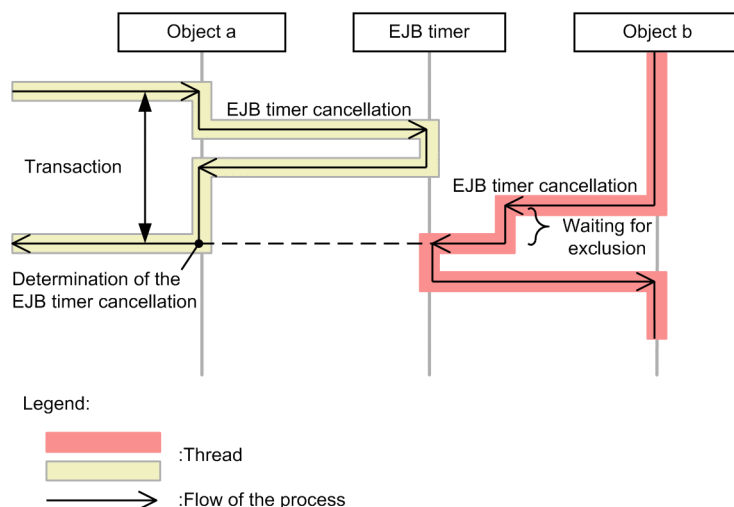 Object a
EJB timer
Object b
EJB timer cancellation
Transaction
EJB timer cancellation
Waiting for
exclusion
Determination of the
EJB timer cancellation
Legend:
:Thread
:Flow of the process